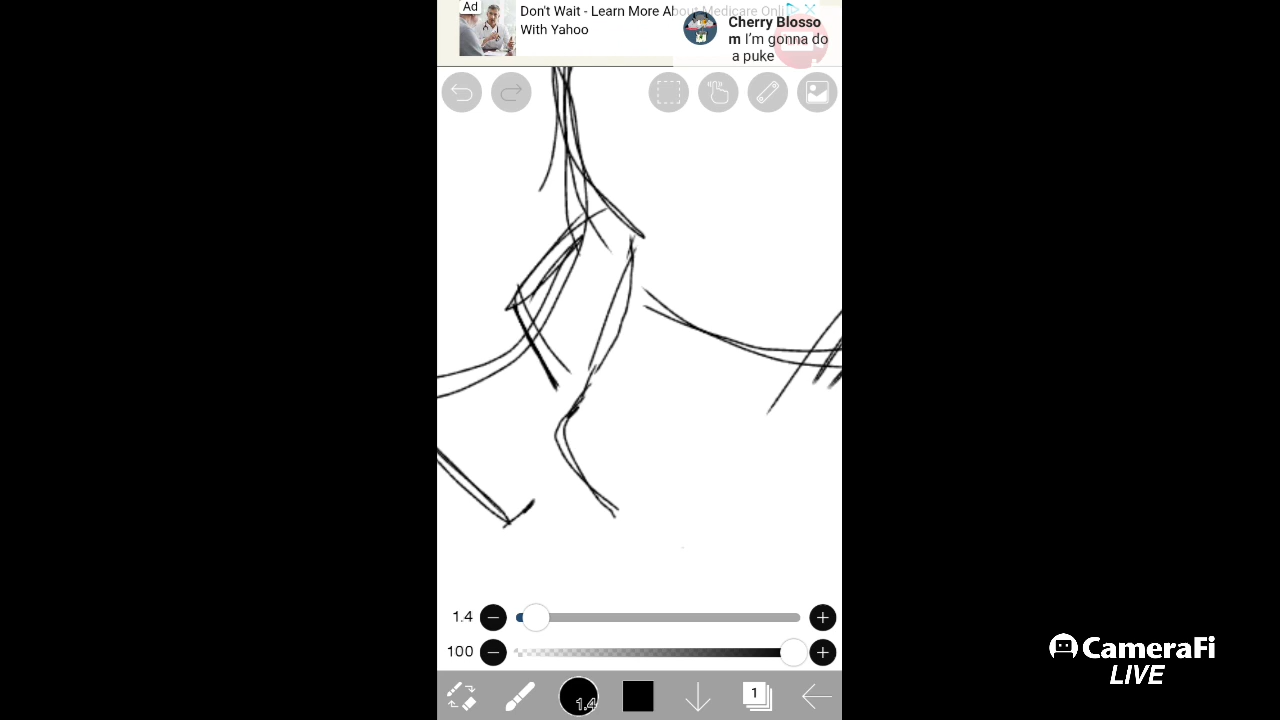 Ad
Don't Wait - Learn More About Medicare Onli
With Yahoo
Cherry Blosso
m I'm gonna do
a puke
1.4
100
1.4
1
CameraFi
LIVE